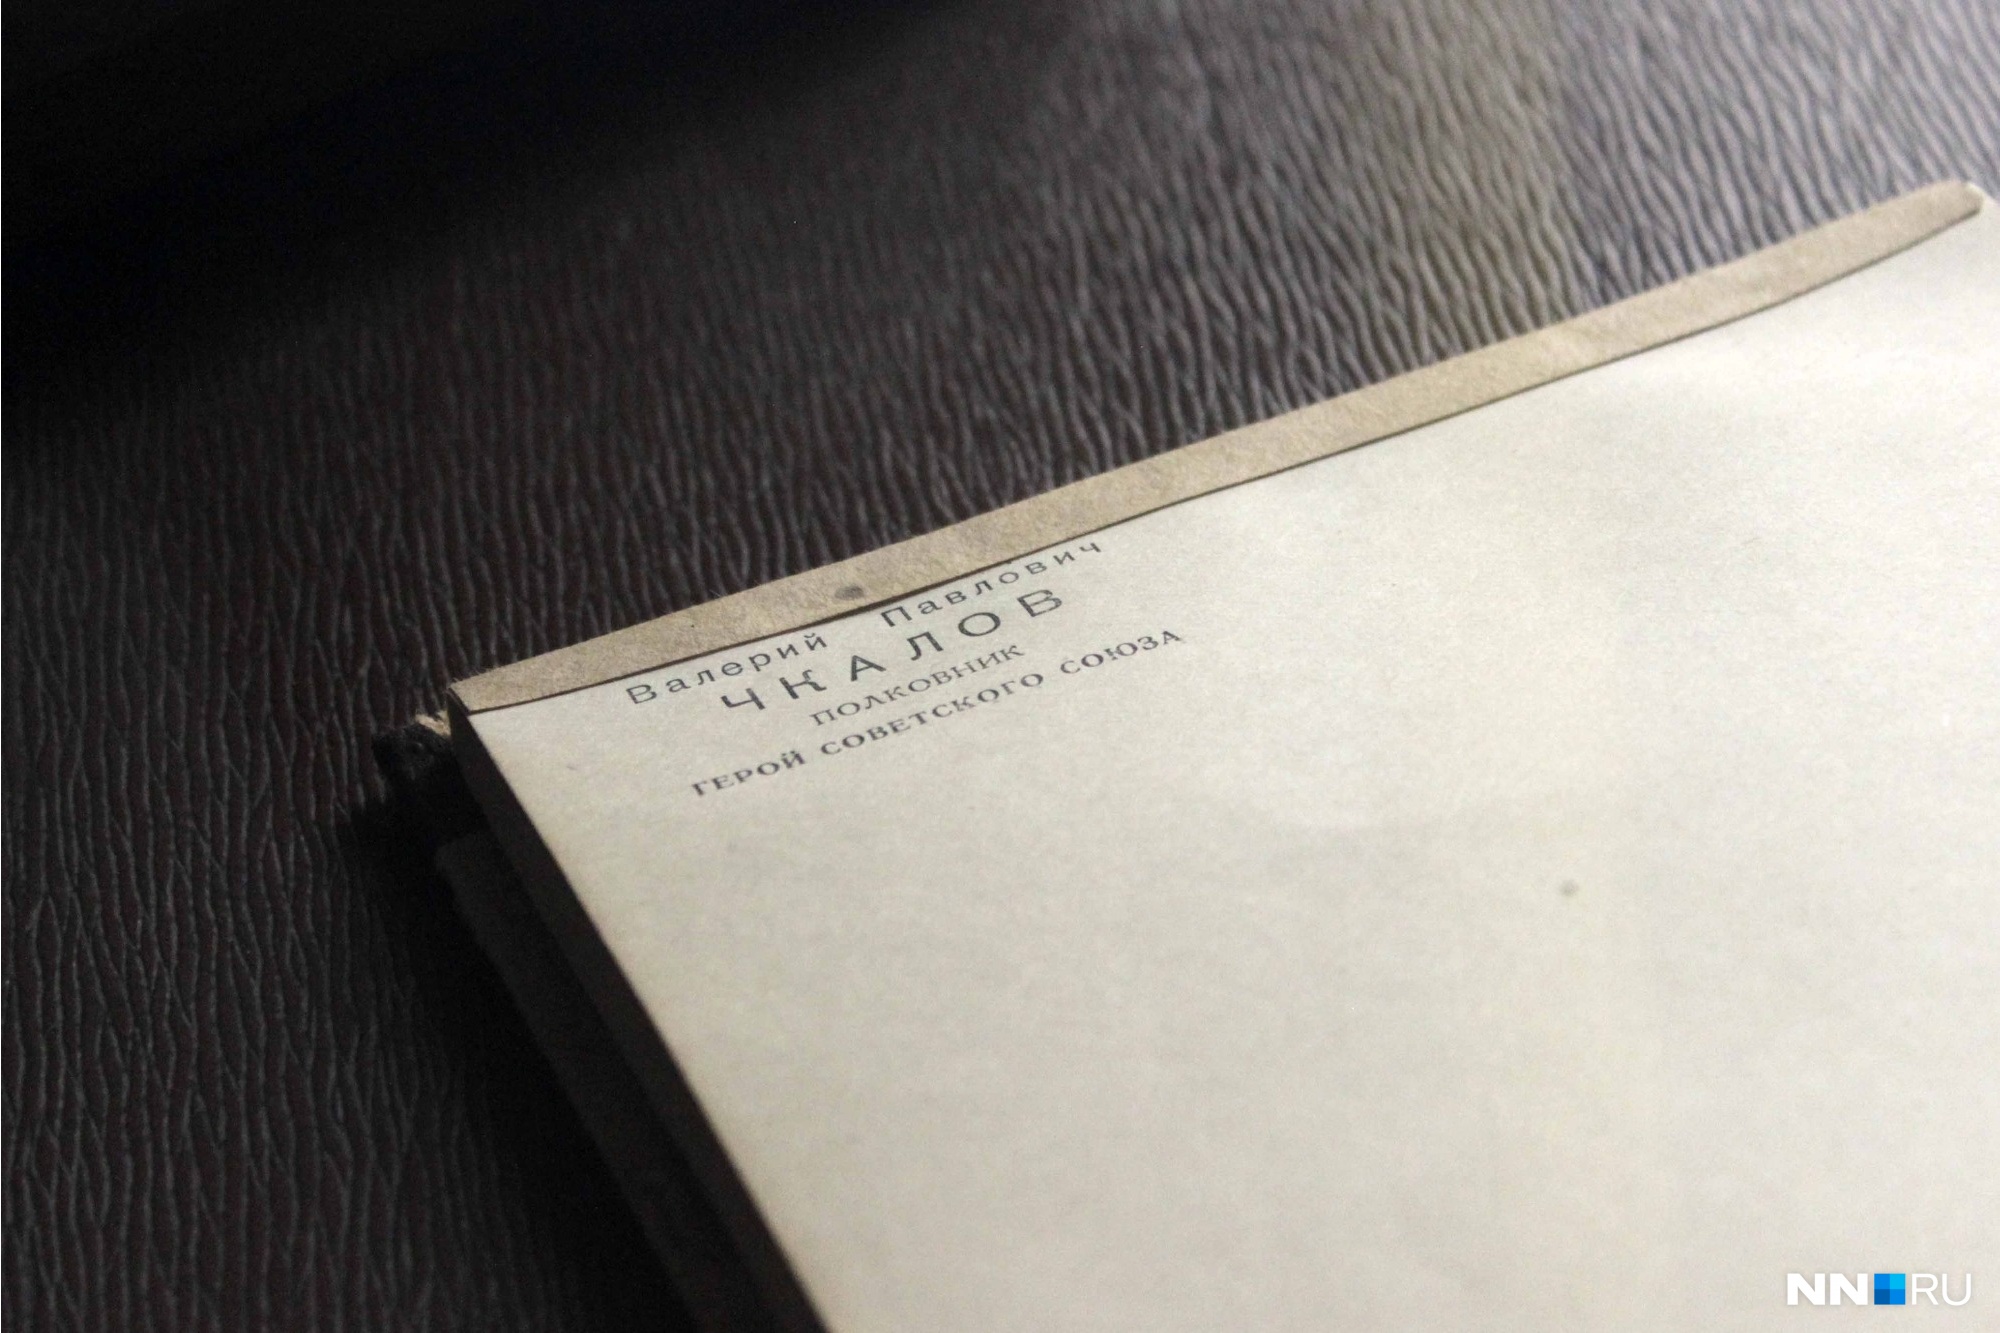 Валерий Павлович
ЧКАЛОВ
ПОЛКОВНИК
ГЕРОЙ СОВЕТСКОГО СОЮЗА
NN RU